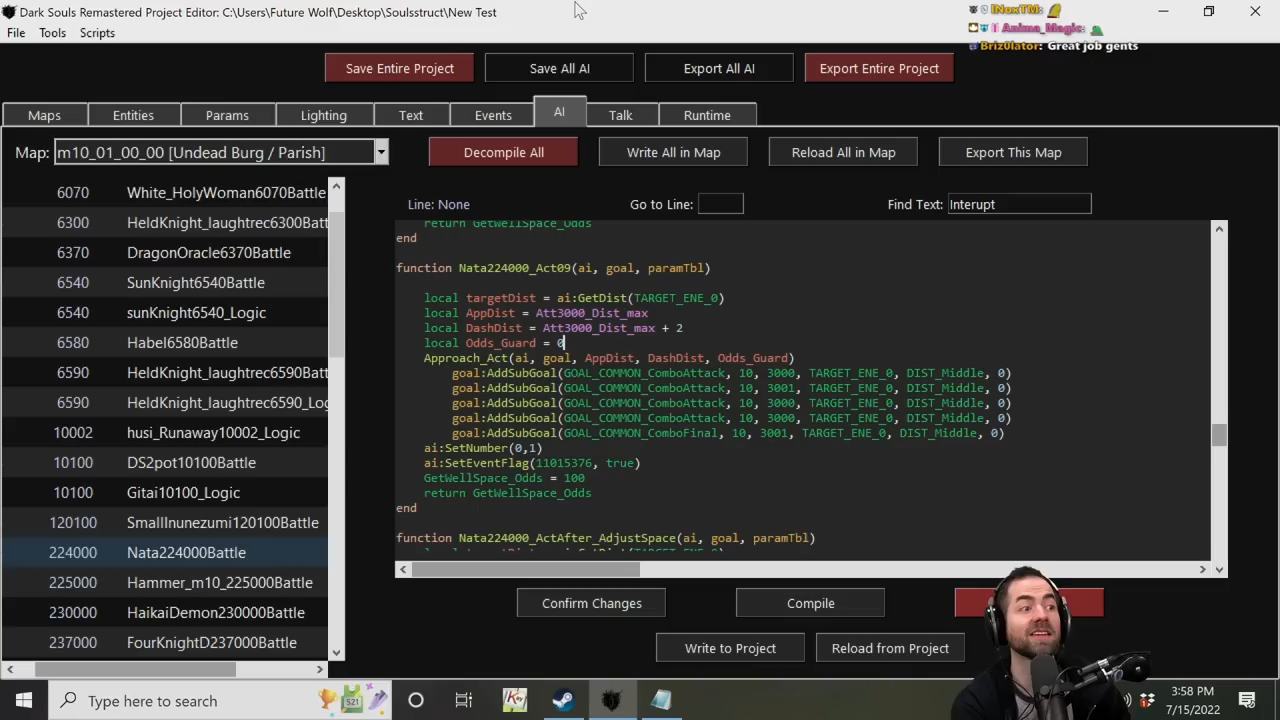 Dark Souls Remastered Project Editor: C:\Users\Future Wolf\Desktop\Soulsstruct\New Test
INoxTM:
Anima_Magic:
Briz0lator: Great job gents
File Tools Scripts
Save Entire Project Save All AI Export All AI Export Entire Project
Maps Entities Params Lighting Text Events AI Talk Runtime
Map: m10_01_00_00 [Undead Burg / Parish] Decompile All Write All in Map Reload All in Map Export This Map
Line: None Go to Line: Find Text: Interupt
6070 White_HolyWoman6070Battle
6300 HeldKnight_laughtrec6300Batt
6370 DragonOracle6370Battle
6540 SunKnight6540Battle
6540 sunKnight6540_Logic
6580 Habel6580Battle
6590 HeldKnight_laughtrec6590Batt
6590 HeldKnight_laughtrec6590_Log
10002 husi_Runaway10002_Logic
10100 DS2pot10100Battle
10100 Gitai10100_Logic
120100 SmallInunezumi120100Battle
224000 Nata224000Battle
225000 Hammer_m10_225000Battle
230000 HaikaiDemon230000Battle
237000 FourKnightD237000Battle
return GetWellSpace_Odds
end
function Nata224000_Act09(ai, goal, paramTbl)
local targetDist = ai:GetDist(TARGET_ENE_0)
local AppDist = Att3000_Dist_max
local DashDist = Att3000_Dist_max + 2
local Odds_Guard = 0
Approach_Act(ai, goal, AppDist, DashDist, Odds_Guard)
goal:AddSubGoal(GOAL_COMMON_ComboAttack, 10, 3000, TARGET_ENE_0, DIST_Middle, 0)
goal:AddSubGoal(GOAL_COMMON_ComboAttack, 10, 3001, TARGET_ENE_0, DIST_Middle, 0)
goal:AddSubGoal(GOAL_COMMON_ComboAttack, 10, 3000, TARGET_ENE_0, DIST_Middle, 0)
goal:AddSubGoal(GOAL_COMMON_ComboAttack, 10, 3000, TARGET_ENE_0, DIST_Middle, 0)
goal:AddSubGoal(GOAL_COMMON_ComboFinal, 10, 3001, TARGET_ENE_0, DIST_Middle, 0)
ai:SetNumber(0,1)
ai:SetEventFlag(11015376, true)
GetWellSpace_Odds = 100
return GetWellSpace_Odds
end
function Nata224000_ActAfter_AdjustSpace(ai, goal, paramTbl)
Confirm Changes Compile
Write to Project Reload from Project
Type here to search
521
Key
3:58 PM
7/15/2022